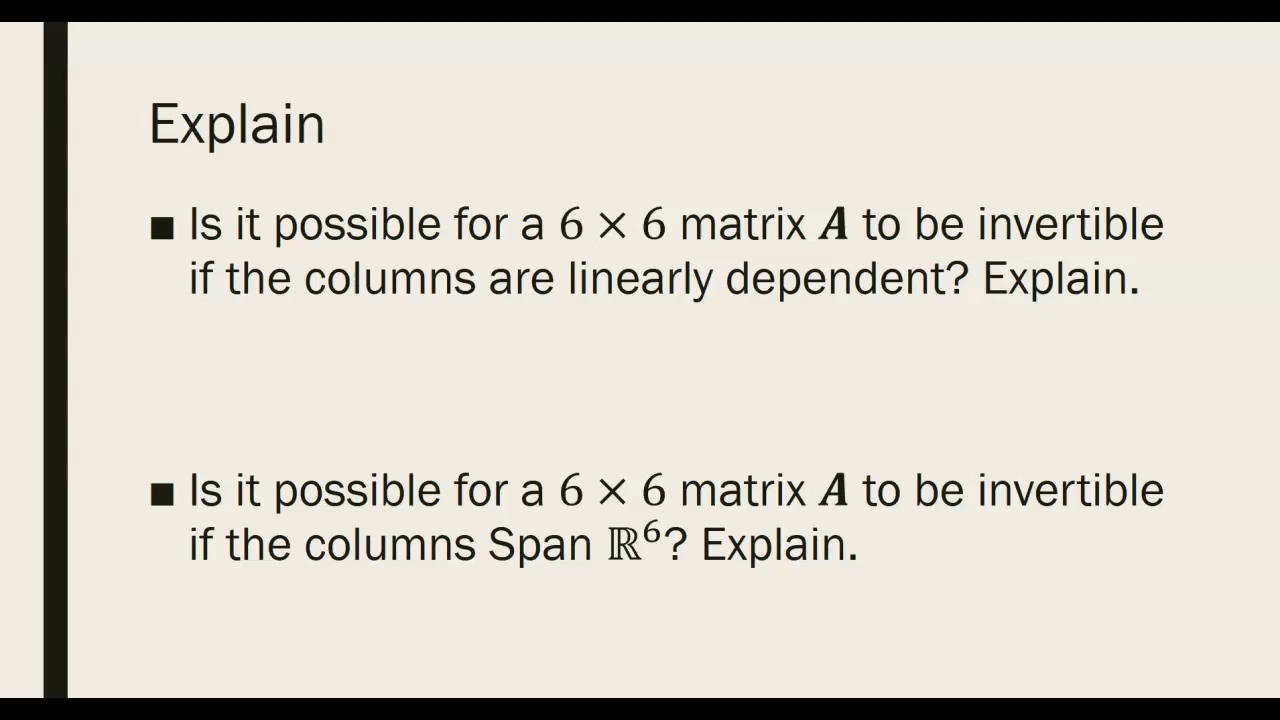 Explain
■ Is it possible for a 6 × 6 matrix A to be invertible
if the columns are linearly dependent? Explain.
■ Is it possible for a 6 × 6 matrix A to be invertible
if the columns Span ℝ⁶? Explain.